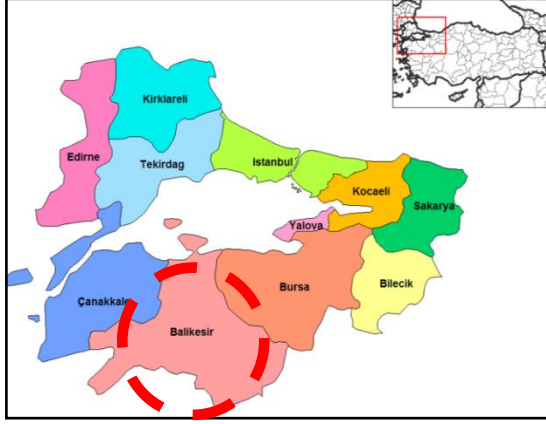 Kirklareli
Edirne
Tekirdag
Istanbul
Kocaeli
Sakarya
Yalova
Çanakkale
Bursa
Bilecik
Balikesir